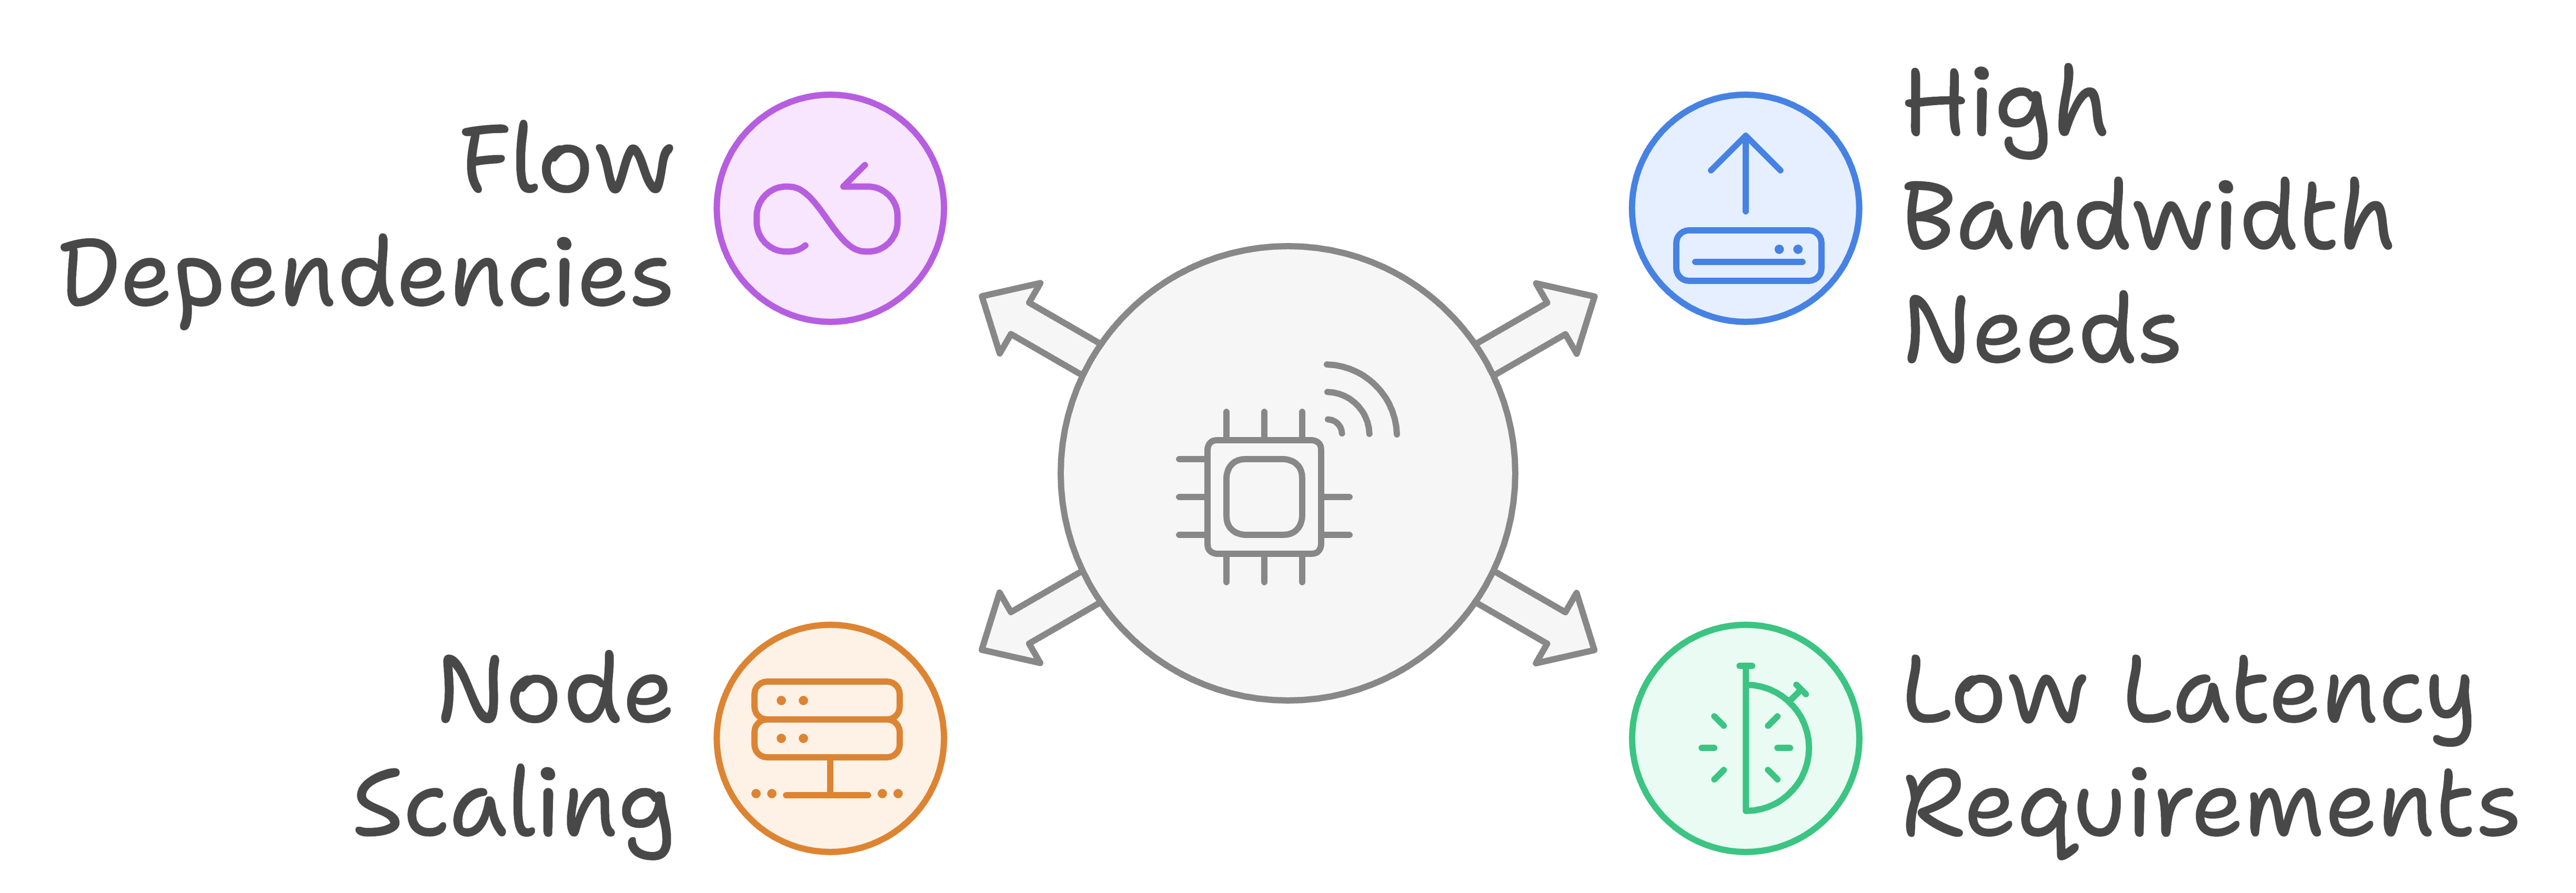 Flow
Dependencies
High
Bandwidth
Needs
Node
Scaling
Low Latency
Requirements